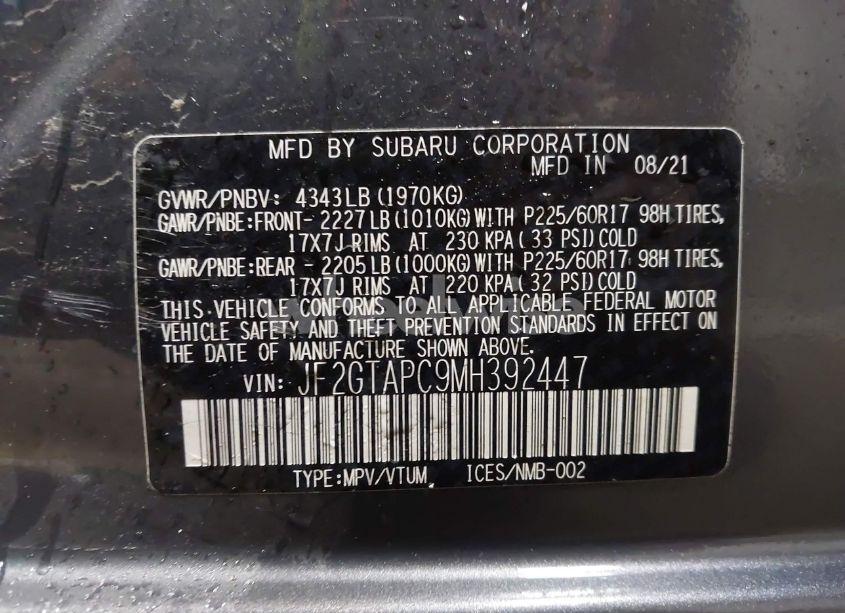 MFD BY SUBARU CORPORATION
MFD IN 08/21
GVWR/PNBV: 4343LB (1970KG)
GAWR/PNBE:FRONT- 2227LB (1010KG) WITH P225/60R17 98H TIRES,
17X7J RIMS AT 230 KPA ( 33 PSI) COLD
GAWR/PNBE:REAR - 2205LB (1000KG) WITH P225/60R17 98H TIRES,
17X7J RIMS AT 220 KPA ( 32 PSI) COLD
THIS VEHICLE CONFORMS TO ALL APPLICABLE FEDERAL MOTOR
VEHICLE SAFETY AND THEFT PREVENTION STANDARDS IN EFFECT ON
THE DATE OF MANUFACTURE SHOWN ABOVE.
VIN: JF2GTAPC9MH392447
TYPE:MPV/VTUM, ICES/NMB-002